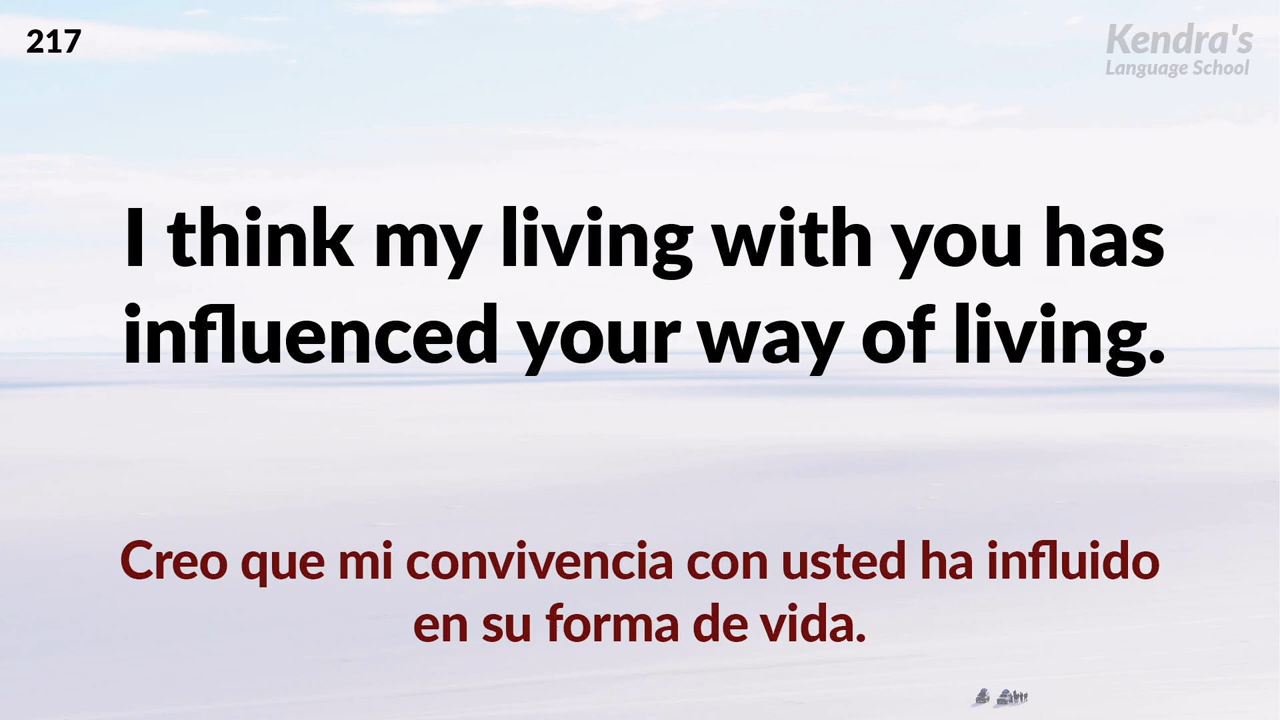 217
Kendra's
Language School
I think my living with you has
influenced your way of living.
Creo que mi convivencia con usted ha influido
en su forma de vida.